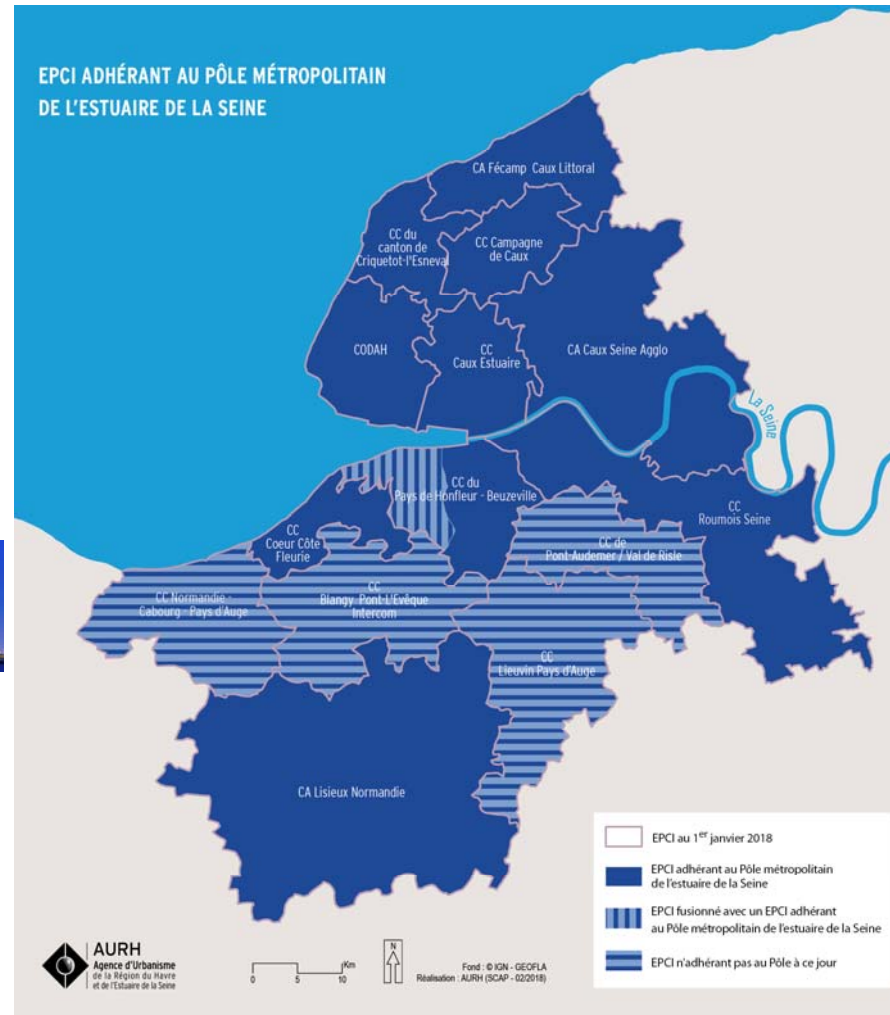 EPCI ADHÉRANT AU PÔLE MÉTROPOLITAIN
DE L'ESTUAIRE DE LA SEINE
CA Fécamp Caux Littoral
CC du
canton de
Criquetot-l'Esneval
CC Campagne
de Caux
CODAH
CC
Caux Estuaire
CA Caux Seine Agglo
La Seine
CC du
Pays de Honfleur - Beuzeville
CC
Roumois Seine
CC
Coeur Côte
Fleurie
CC de
Pont-Audemer / Val de Risle
CC Normandie -
Cabourg - Pays d'Auge
CC
Blangy Pont-L'Evêque
Intercom
CC
Lieuvin Pays d'Auge
CA Lisieux Normandie
EPCI au 1er janvier 2018
EPCI adhérant au Pôle métropolitain
de l'estuaire de la Seine
EPCI fusionné avec un EPCI adhérant
au Pôle métropolitain de l'estuaire de la Seine
EPCI n'adhérant pas au Pôle à ce jour
AURH
Agence d'Urbanisme
de la Région du Havre
et de l'Estuaire de la Seine
Km
0 5 10
N
Fond : © IGN - GEOFLA
Réalisation : AURH (SCAP - 02/2018)